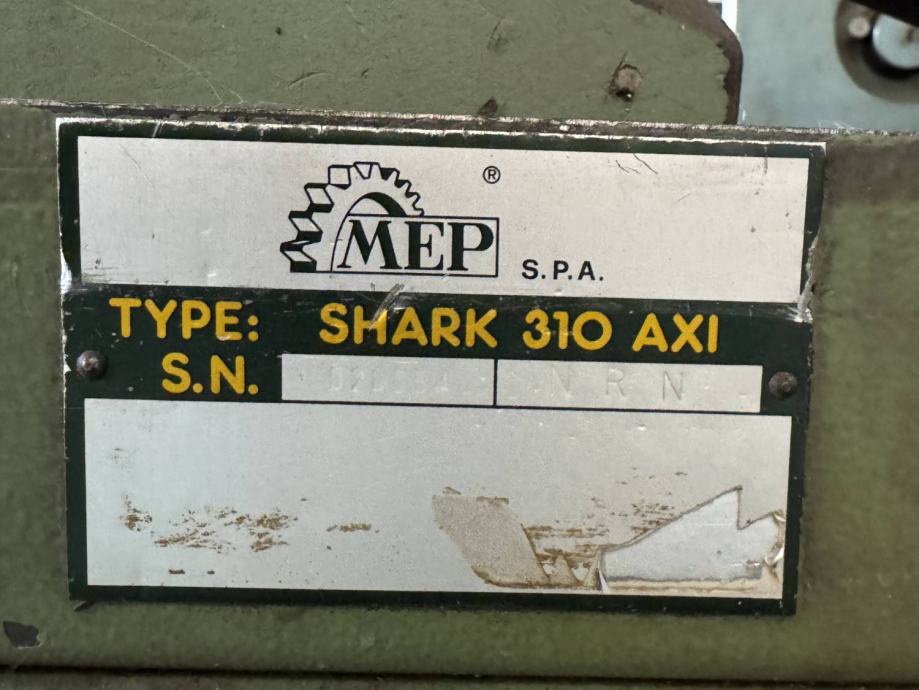 ®
MEP S.P.A.
TYPE: SHARK 310 AXI
S.N. N R N